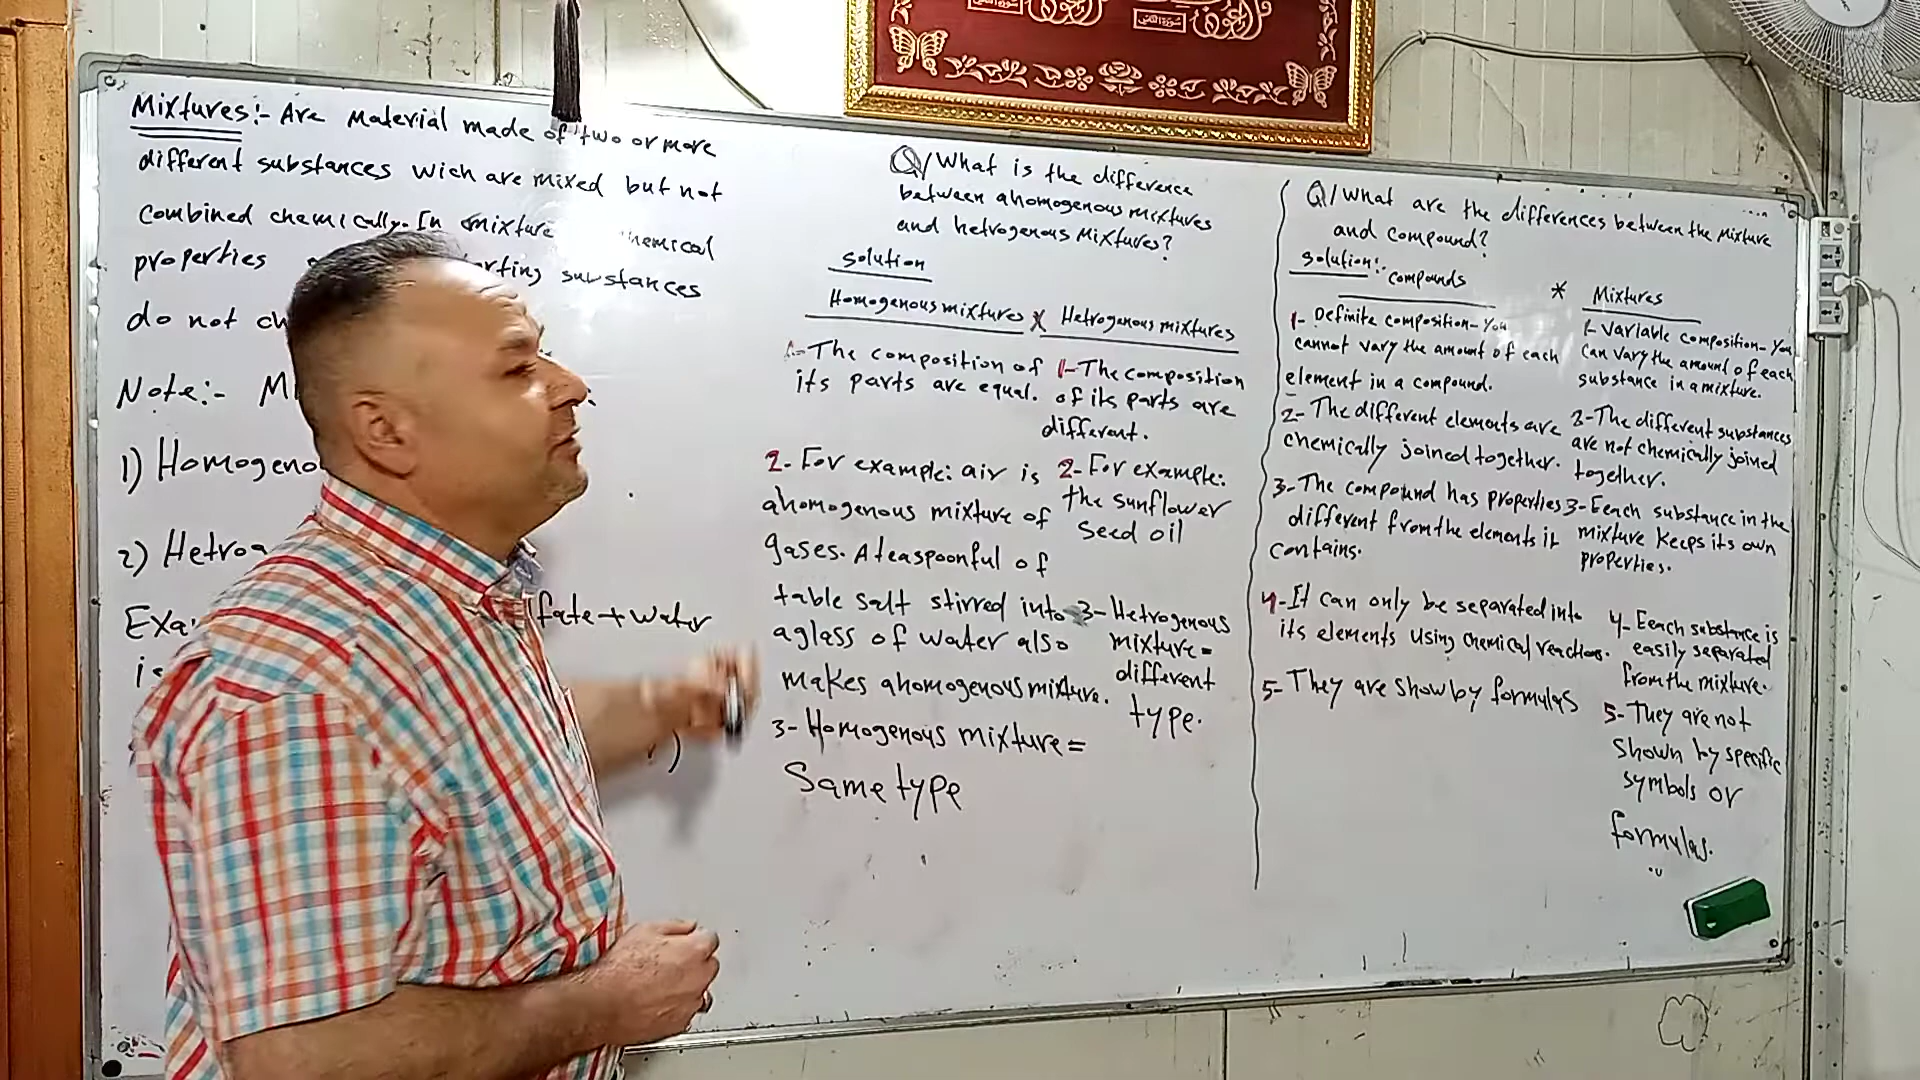 Mixtures:- Are Material made of two or more
different substances wich are mixed but not
combined chemically. In mixture hemical
properties rting substances
do not ch
Note:- Mi
1) Homogeno
2) Hetrog
Exa fate + water
is
Q/ What is the difference
between ahomogenous mixtures
and hetrogenous Mixtures?
solution
Homogenous mixtures X Hetrogenous mixtures
1- The composition of
its parts are equal.
2- For example: air is
ahomogenous mixture of
gases. A teaspoonful of
table salt stirred into
aglass of water also
makes ahomogenous mixture.
3- Homogenous mixture =
Same type
1- The composition
of its parts are
different.
2- For example:
the sunflower
seed oil
3- Hetrogenous
mixture =
different
type.
Q/ What are the differences between the mixture
and compound?
solution:-
compounds * Mixtures
1- Definite composition- You
cannot vary the amount of each
element in a compound.
2- The different elements are
chemically joined together.
3- The compound has properties
different from the elements it
contains.
4- It can only be separated into
its elements using chemical reactions.
5- They are show by formulas
1- variable composition- You
can vary the amount of each
substance in a mixture.
2- The different substances
are not chemically joined
together.
3- Eeach substance in the
mixture keeps its own
properties.
4- Eeach substance is
easily separated
from the mixture.
5- They are not
shown by specific
symbols or
formulas.